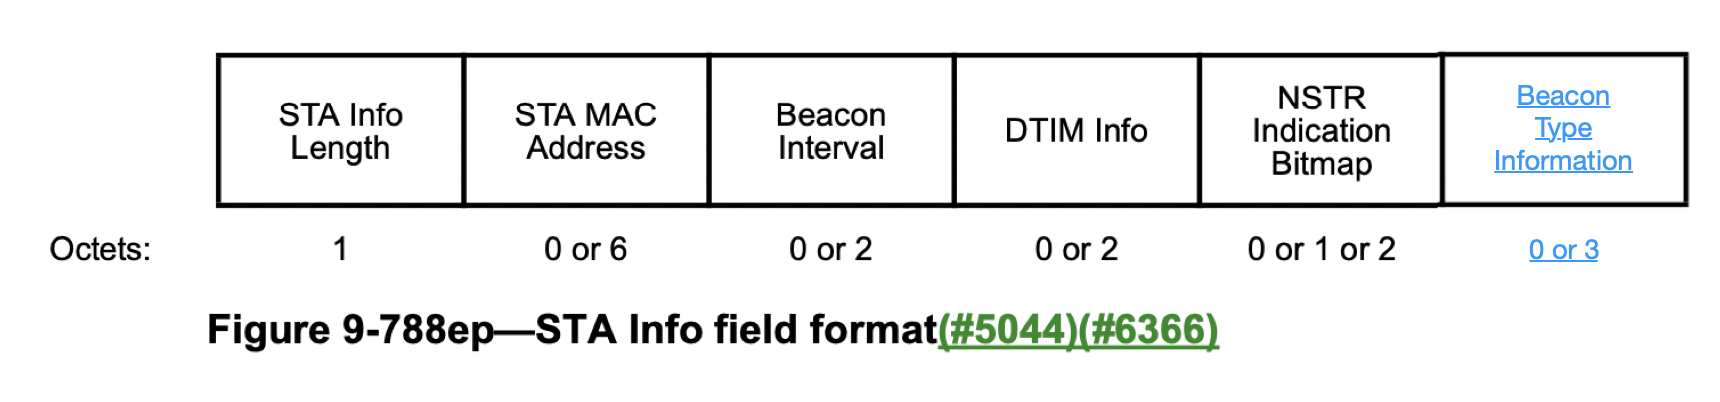 STA Info
Length
STA MAC
Address
Beacon
Interval
DTIM Info
NSTR
Indication
Bitmap
Beacon
Type
Information
Octets: 1 0 or 6 0 or 2 0 or 2 0 or 1 or 2 0 or 3
Figure 9-788ep—STA Info field format(#5044)(#6366)